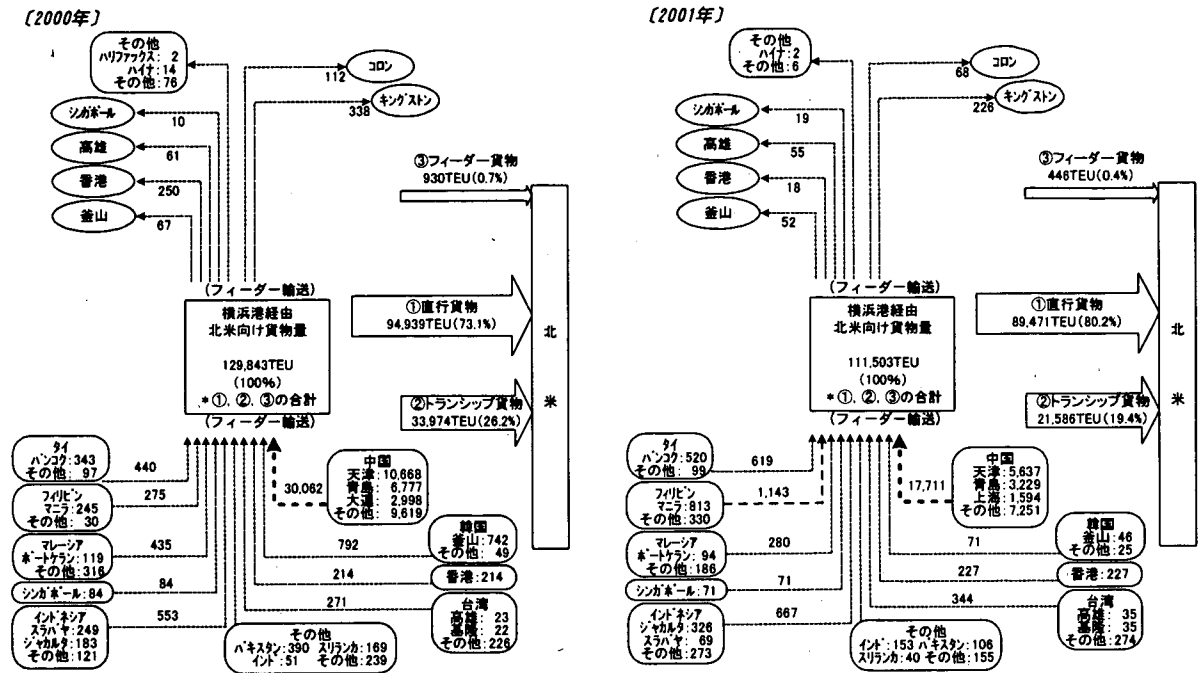 〔2000年〕
その他
ハリファックス: 2
ハイナ: 14
その他: 76
コロン
112
キングストン
338
シンガポール
10
高雄
61
香港
250
釜山
67
③フィーダー貨物
930TEU(0.7%)
(フィーダー輸送)
横浜港経由
北米向け貨物量
129,843TEU
(100%)
*①, ②, ③の合計
(フィーダー輸送)
①直行貨物
94,939TEU(73.1%)
②トランシップ貨物
33,974TEU(26.2%)
北
米
タイ
バンコク: 343
その他: 97
440
フィリピン
マニラ: 245
その他: 30
275
マレーシア
ポートケラン: 119
その他: 316
435
シンガポール: 84
84
インドネシア
スラバヤ: 249
ジャカルタ: 183
その他: 121
553
その他
パキスタン: 390 スリランカ: 169
インド: 51 その他: 239
30,062
中国
天津: 10,668
青島: 6,777
大連: 2,998
その他: 9,619
792
韓国
釜山: 742
その他: 49
214
香港: 214
271
台湾
高雄: 23
基隆: 22
その他: 226
〔2001年〕
その他
ハイナ: 2
その他: 6
コロン
68
キングストン
226
シンガポール
19
高雄
55
香港
18
釜山
52
③フィーダー貨物
446TEU(0.4%)
(フィーダー輸送)
横浜港経由
北米向け貨物量
111,503TEU
(100%)
*①, ②, ③の合計
(フィーダー輸送)
①直行貨物
89,471TEU(80.2%)
②トランシップ貨物
21,586TEU(19.4%)
北
米
タイ
バンコク: 520
その他: 99
619
フィリピン
マニラ: 813
その他: 330
1,143
マレーシア
ポートケラン: 94
その他: 186
280
シンガポール: 71
71
インドネシア
ジャカルタ: 326
スラバヤ: 69
その他: 273
667
その他
インド: 153 パキスタン: 106
スリランカ: 40 その他: 155
17,711
中国
天津: 5,637
青島: 3,229
上海: 1,594
その他: 7,251
71
韓国
釜山: 46
その他: 25
227
香港: 227
344
台湾
高雄: 35
基隆: 35
その他: 274